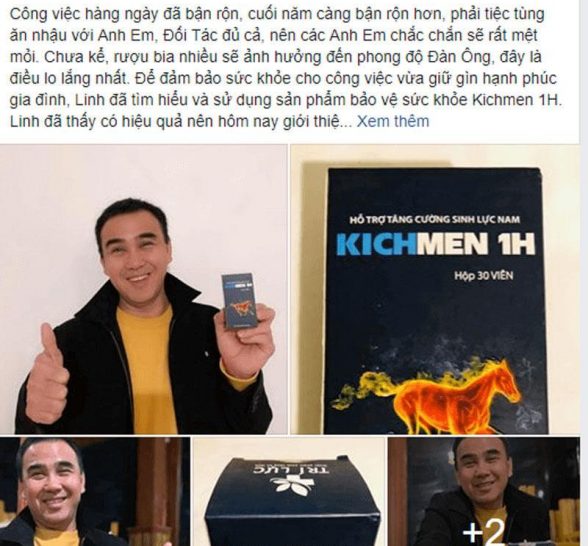 Công việc hàng ngày đã bận rộn, cuối năm càng bận rộn hơn, phải tiệc tùng
ăn nhậu với Anh Em, Đối Tác đủ cả, nên các Anh Em chắc chắn sẽ rất mệt
mỏi. Chưa kể, rượu bia nhiều sẽ ảnh hưởng đến phong độ Đàn Ông, đây là
điều lo lắng nhất. Để đảm bảo sức khỏe cho công việc vừa giữ gìn hạnh phúc
gia đình, Linh đã tìm hiểu và sử dụng sản phẩm bảo vệ sức khỏe Kichmen 1H.
Linh đã thấy có hiệu quả nên hôm nay giới thiệ... Xem thêm
KICHMEN 1H
HỖ TRỢ TĂNG CƯỜNG SINH LỰC NAM
KICHMEN 1H
Hộp 30 VIÊN
TRÍ LỰC
+2